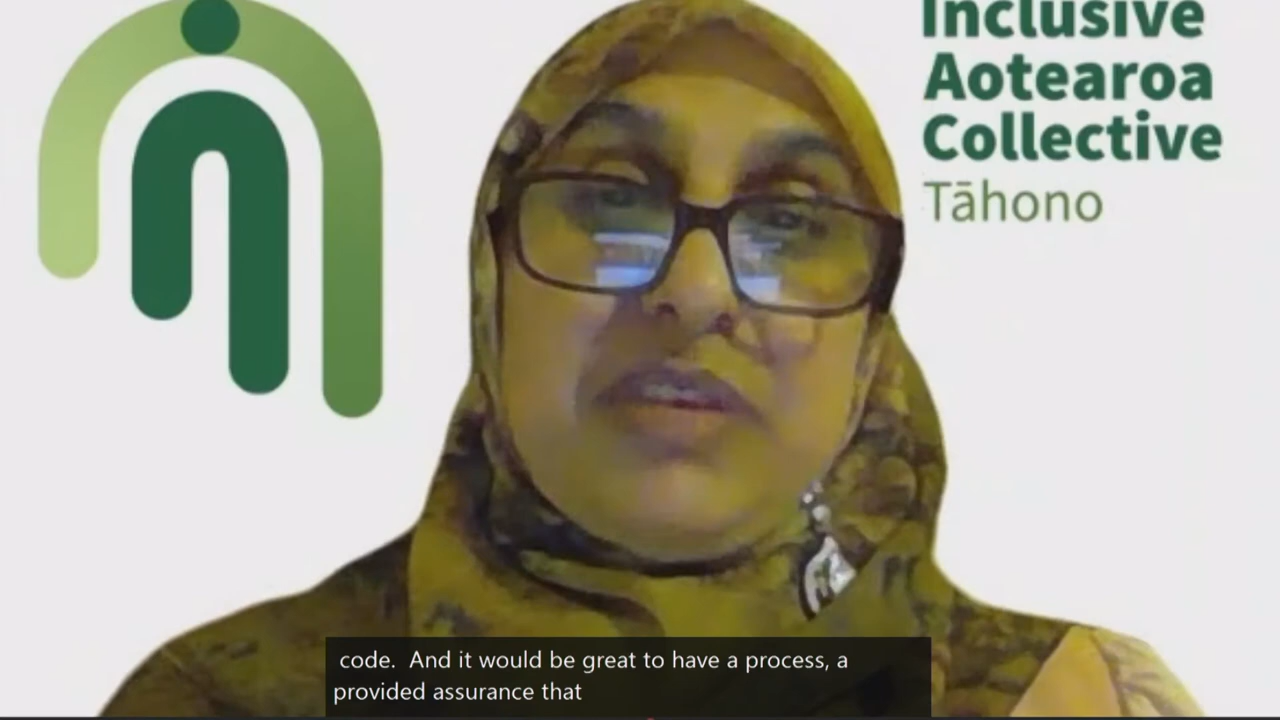 Inclusive
Aotearoa
Collective
Tāhono
code.  And it would be great to have a process, a
provided assurance that